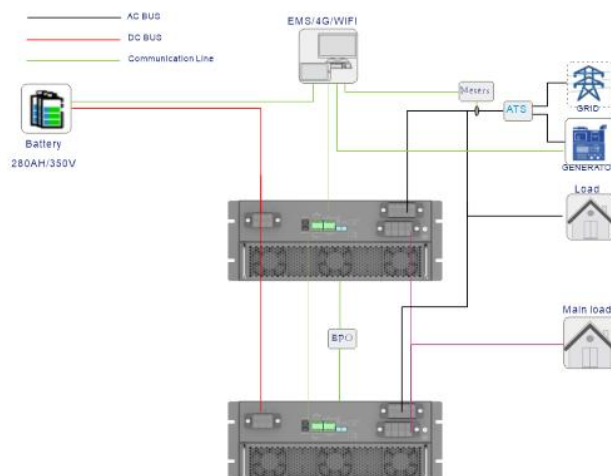 AC BUS
EMS/4G/WIFI
DC BUS
Communication Line
Meters
ATS
GRID
Battery
280AH/350V
GENERATO
Load
EPO
Main load